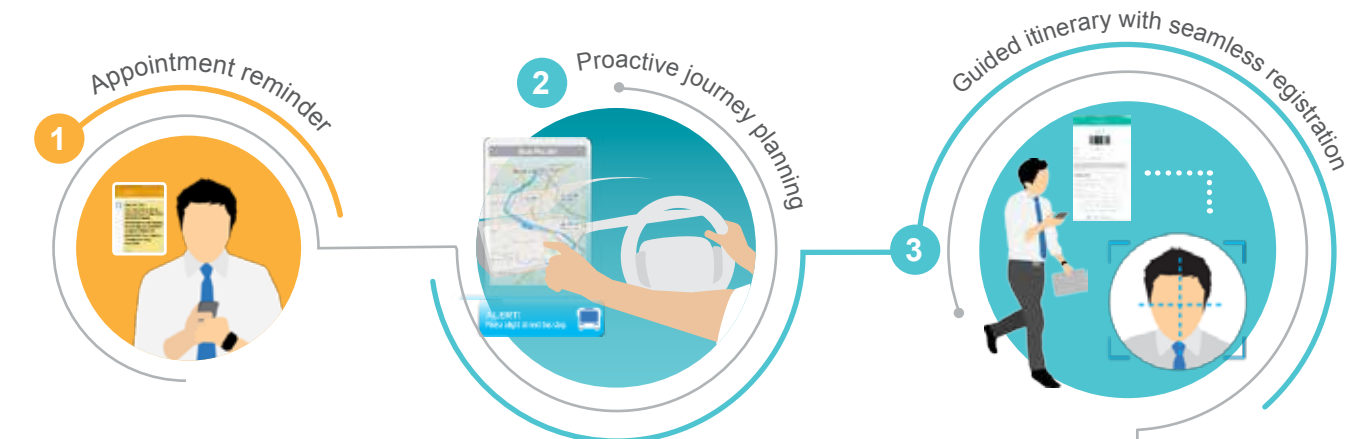 1
Appointment reminder
2
Proactive journey planning
ALERT!
3
Guided itinerary with seamless registration